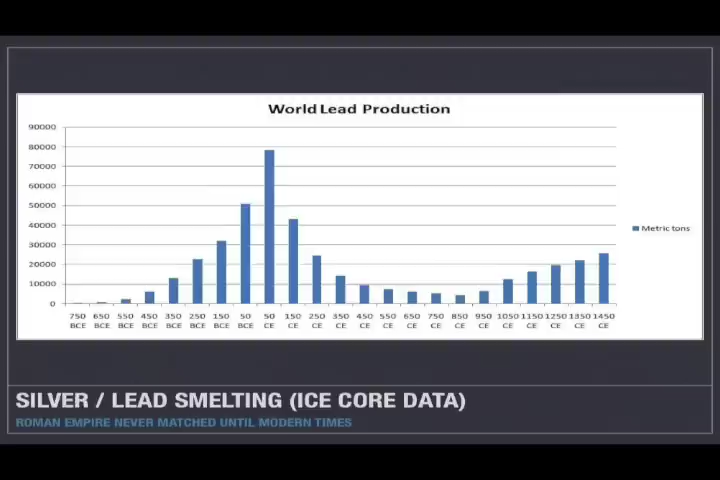 World Lead Production
90000
80000
70000
60000
50000
40000
30000
20000
10000
0
750 650 550 450 350 250 150 50 50 150 250 350 450 550 650 750 850 950 1050 1150 1250 1350 1450
BCE BCE BCE BCE BCE BCE BCE BCE CE CE CE CE CE CE CE CE CE CE CE CE CE CE CE
Metric tons
SILVER / LEAD SMELTING (ICE CORE DATA)
ROMAN EMPIRE NEVER MATCHED UNTIL MODERN TIMES